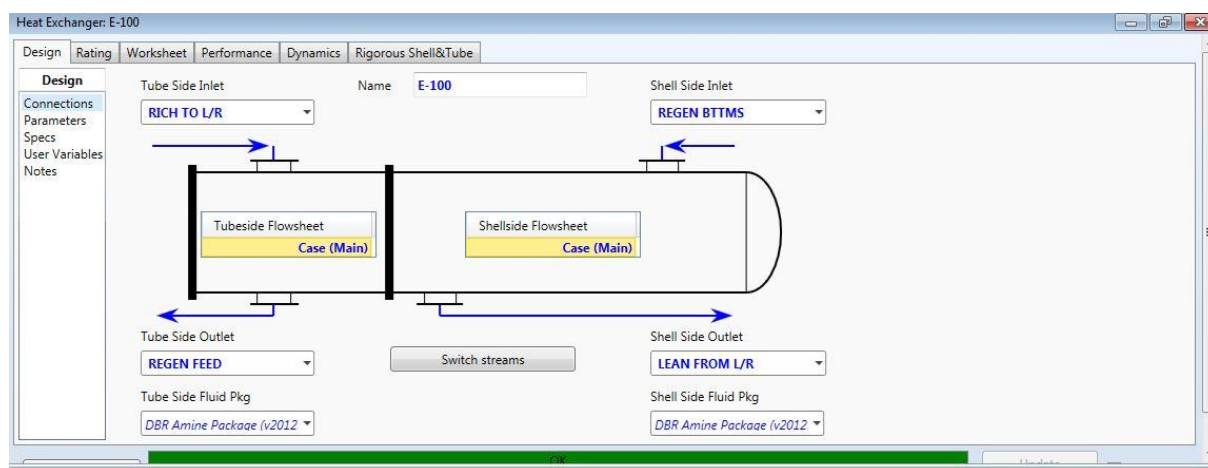 Heat Exchanger: E-100
Design Rating Worksheet Performance Dynamics Rigorous Shell&Tube
Design
Connections
Parameters
Specs
User Variables
Notes
Tube Side Inlet
RICH TO L/R
Name E-100
Shell Side Inlet
REGEN BTTMS
Tubeside Flowsheet
Case (Main)
Shellside Flowsheet
Case (Main)
Tube Side Outlet
REGEN FEED
Switch streams
Shell Side Outlet
LEAN FROM L/R
Tube Side Fluid Pkg
DBR Amine Package (v2012
Shell Side Fluid Pkg
DBR Amine Package (v2012
OK
Update